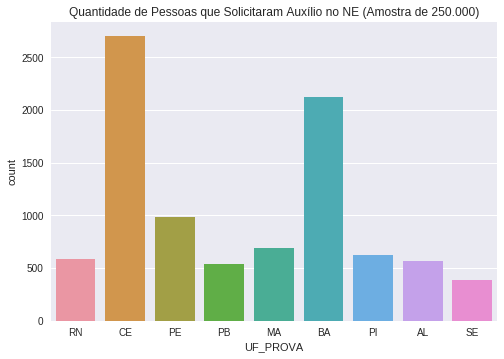 Quantidade de Pessoas que Solicitaram Auxílio no NE (Amostra de 250.000)
2500
2000
1500
1000
500
0
count
RN CE PE PB MA BA PI AL SE
UF_PROVA